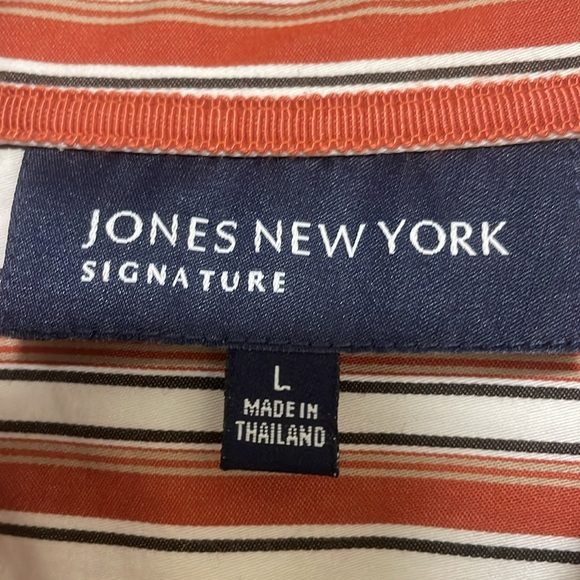 JONES NEW YORK
SIGNATURE
L
MADE IN
THAILAND